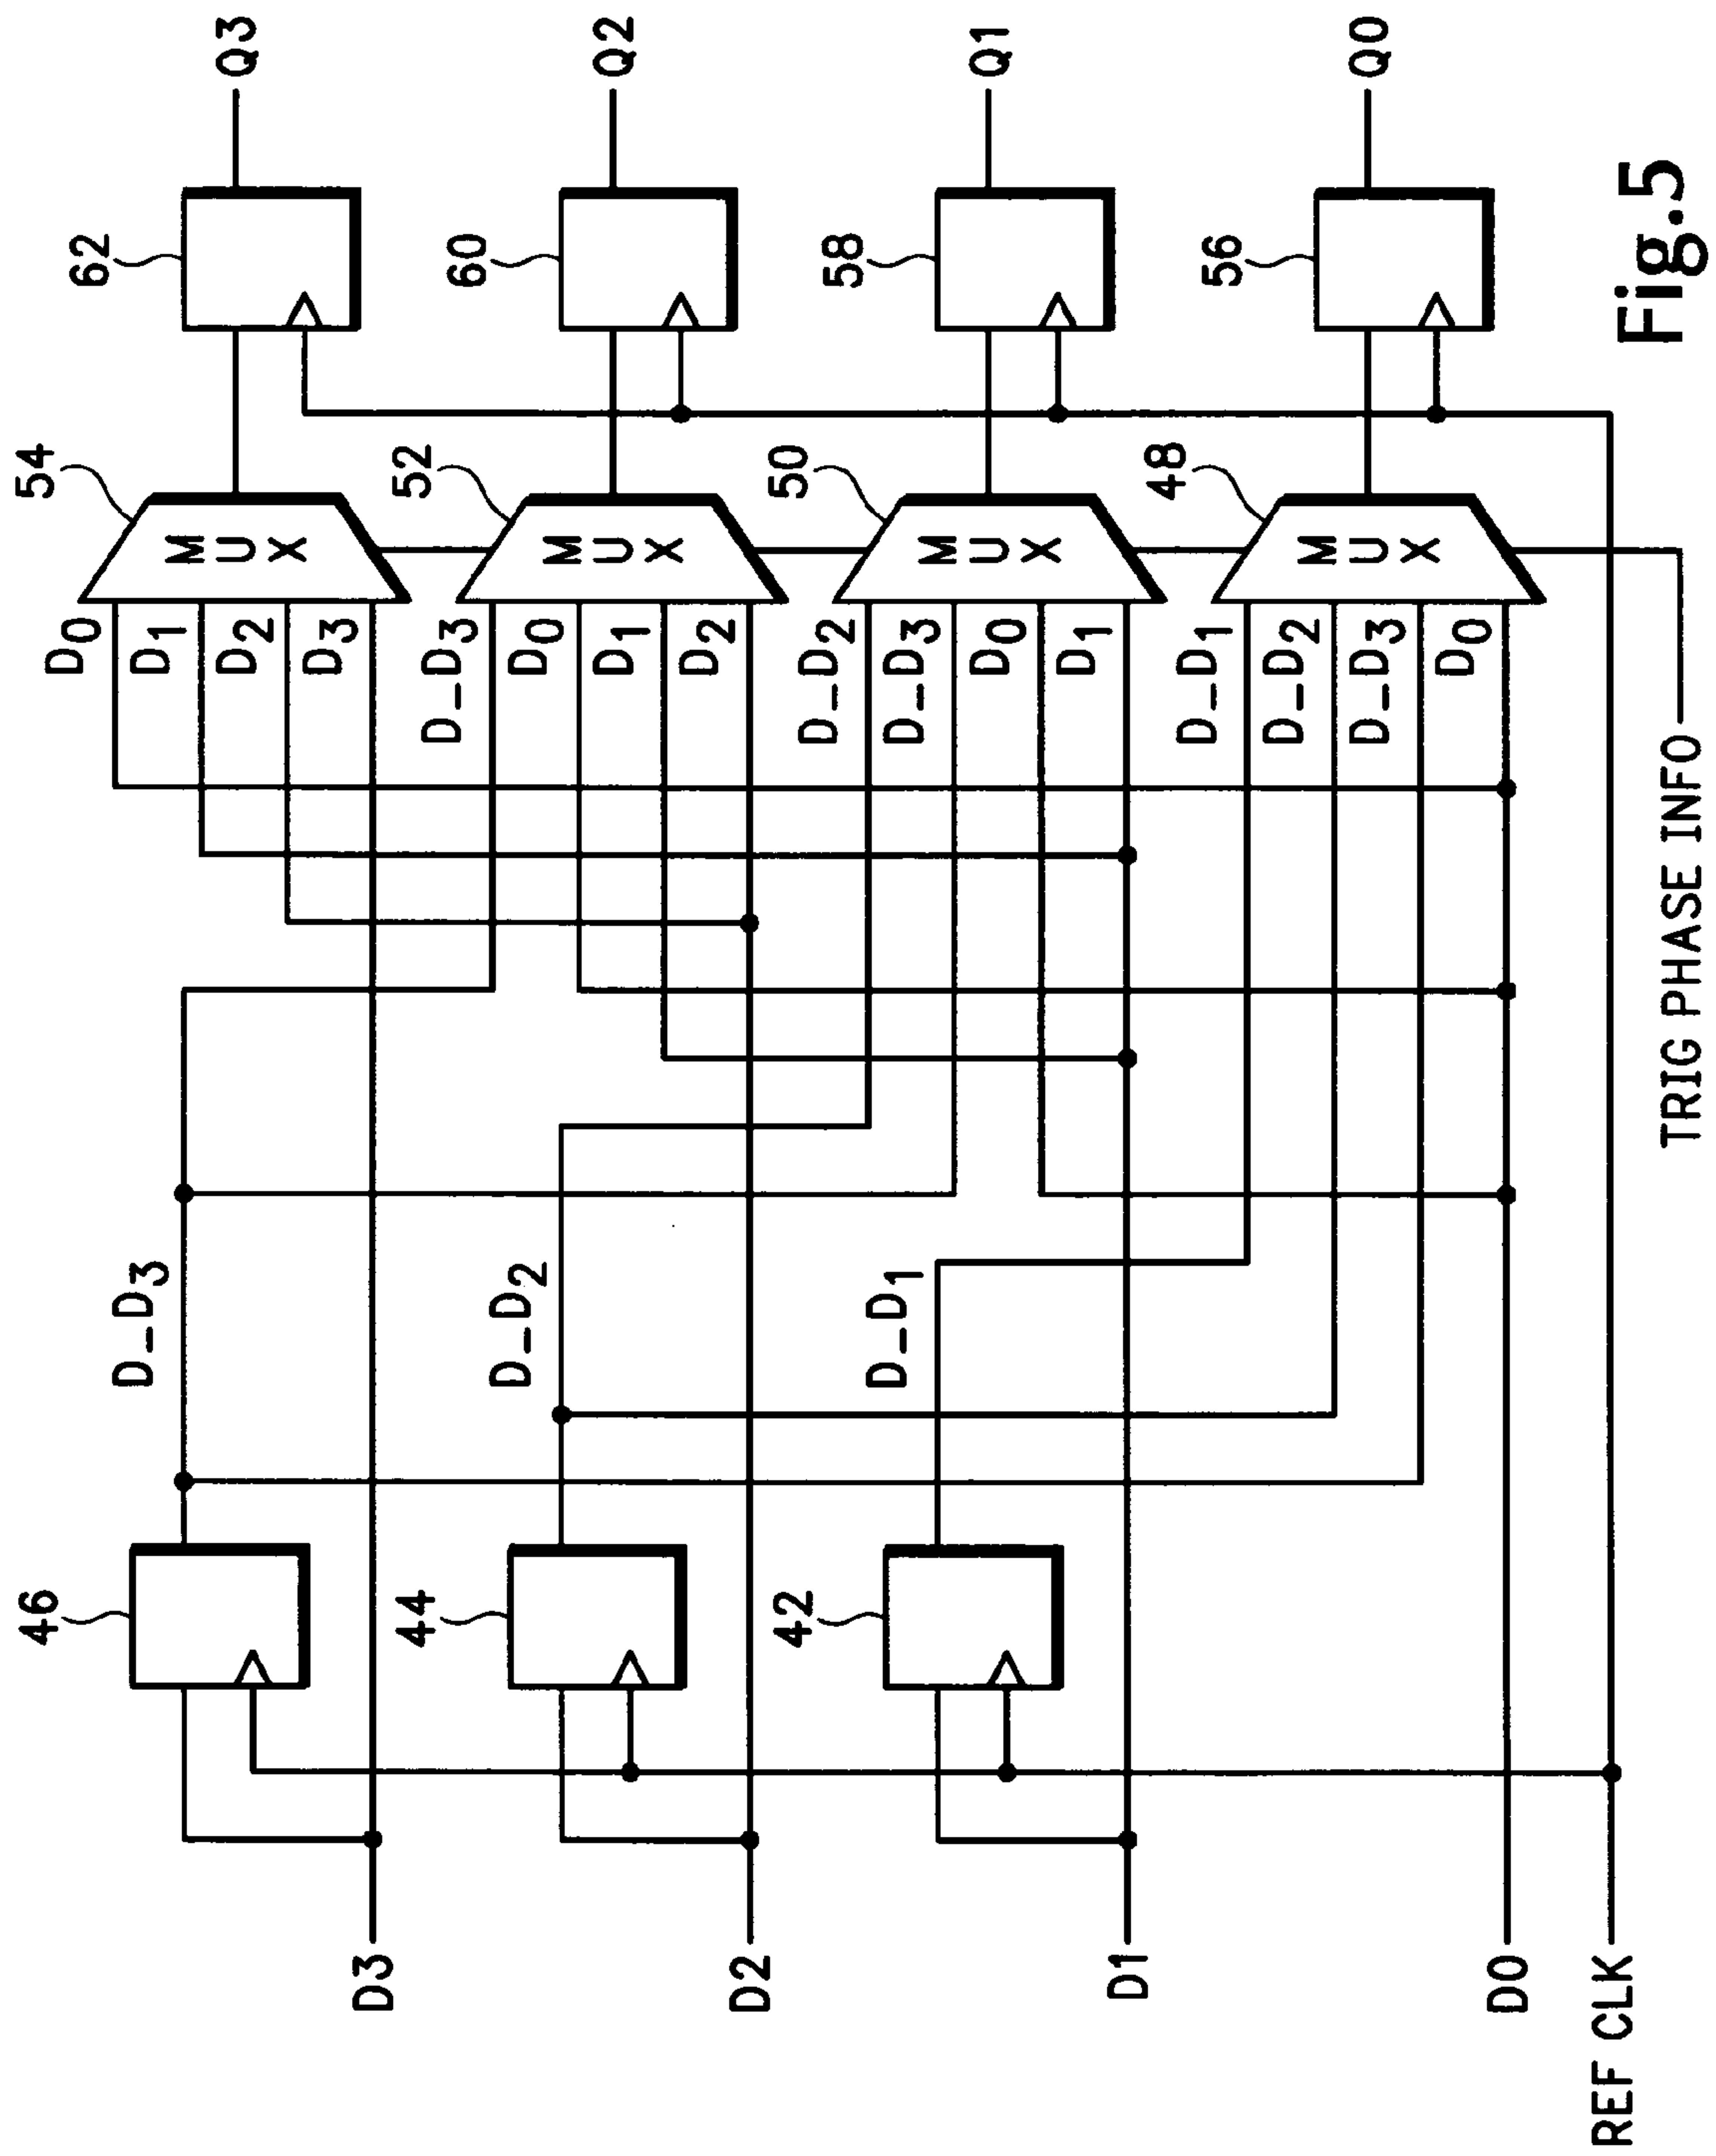 46
D_D3
D0
D1
D2
D3
54
MUX
62
Q3
D3
44
D_D2
D_D3
D0
D1
D2
52
MUX
60
Q2
D2
42
D_D1
D_D2
D_D3
D0
D1
50
MUX
58
Q1
D1
D_D1
D_D2
D_D3
D0
48
MUX
56
Q0
D0
REF CLK
TRIG PHASE INFO
Fig.5